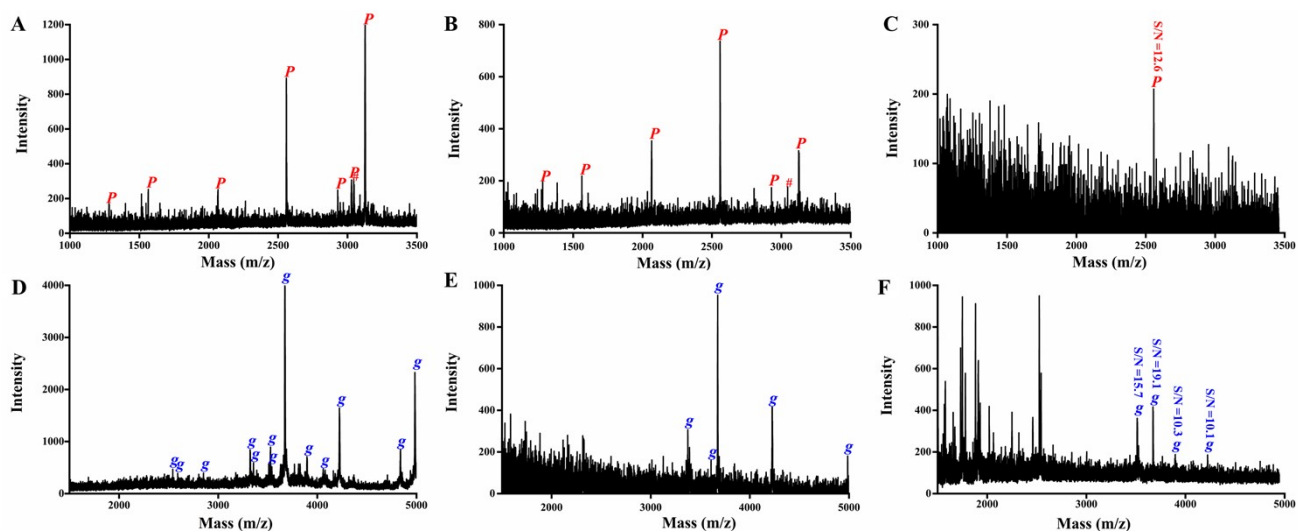 A
Intensity
1200
1000
800
600
400
200
0
P P P P P P # P
1000 1500 2000 2500 3000 3500
Mass (m/z)
B
Intensity
800
600
400
200
0
P P P P P # P
1000 1500 2000 2500 3000 3500
Mass (m/z)
C
Intensity
300
200
100
0
S/N=12.6 P
1000 1500 2000 2500 3000 3500
Mass (m/z)
D
Intensity
4000
3000
2000
1000
0
g g g g g g g g g g g g g
2000 3000 4000 5000
Mass (m/z)
E
Intensity
1000
800
600
400
200
0
g g g g g
2000 3000 4000 5000
Mass (m/z)
F
Intensity
1000
800
600
400
200
0
S/N=15.7 g
S/N=19.1 g
S/N=10.3 g
S/N=10.1 g
2000 3000 4000 5000
Mass (m/z)